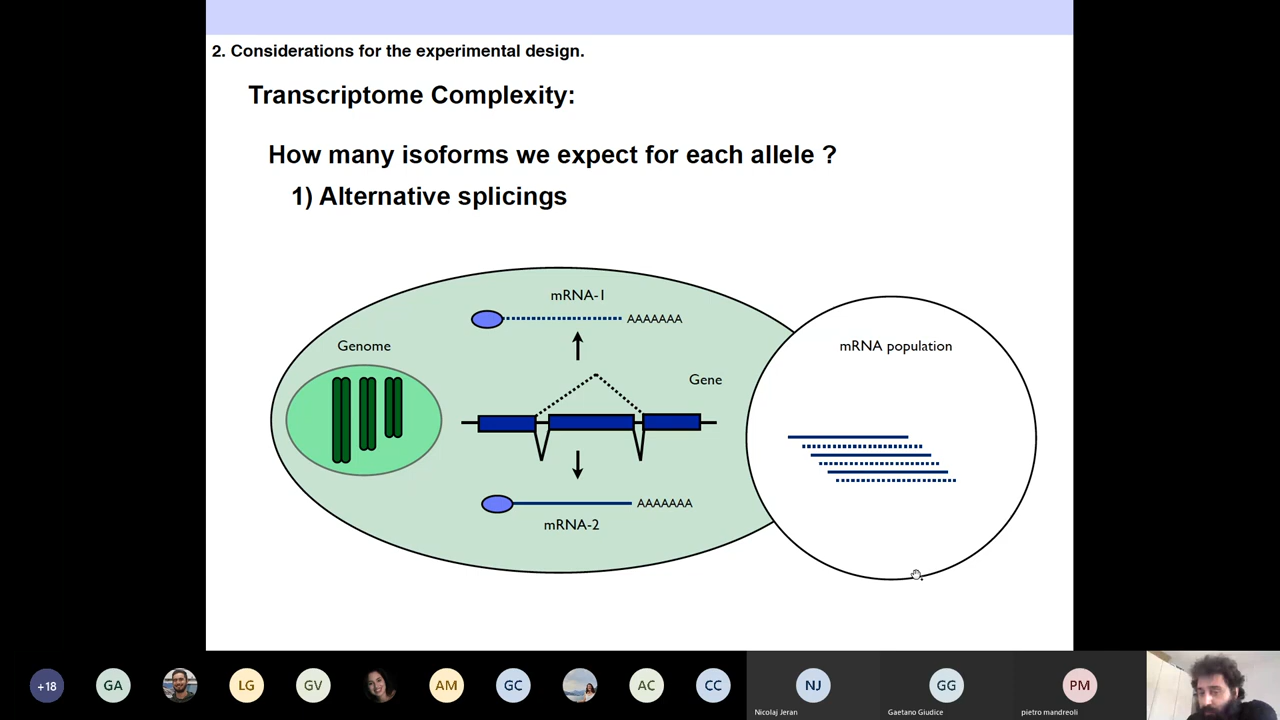 2. Considerations for the experimental design.
Transcriptome Complexity:
How many isoforms we expect for each allele ?
1) Alternative splicings
mRNA-1
AAAAAAA
Genome
mRNA population
Gene
AAAAAAA
mRNA-2
+18
GA
LG
GV
AM
GC
AC
CC
NJ
GG
PM
Nicolaj Jeran
Gaetano Giudice
pietro mandreoli